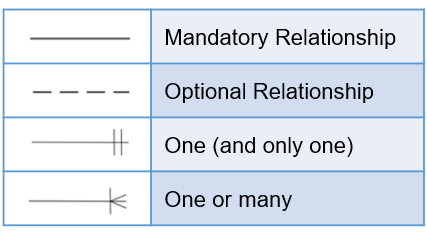 Mandatory Relationship
Optional Relationship
One (and only one)
One or many